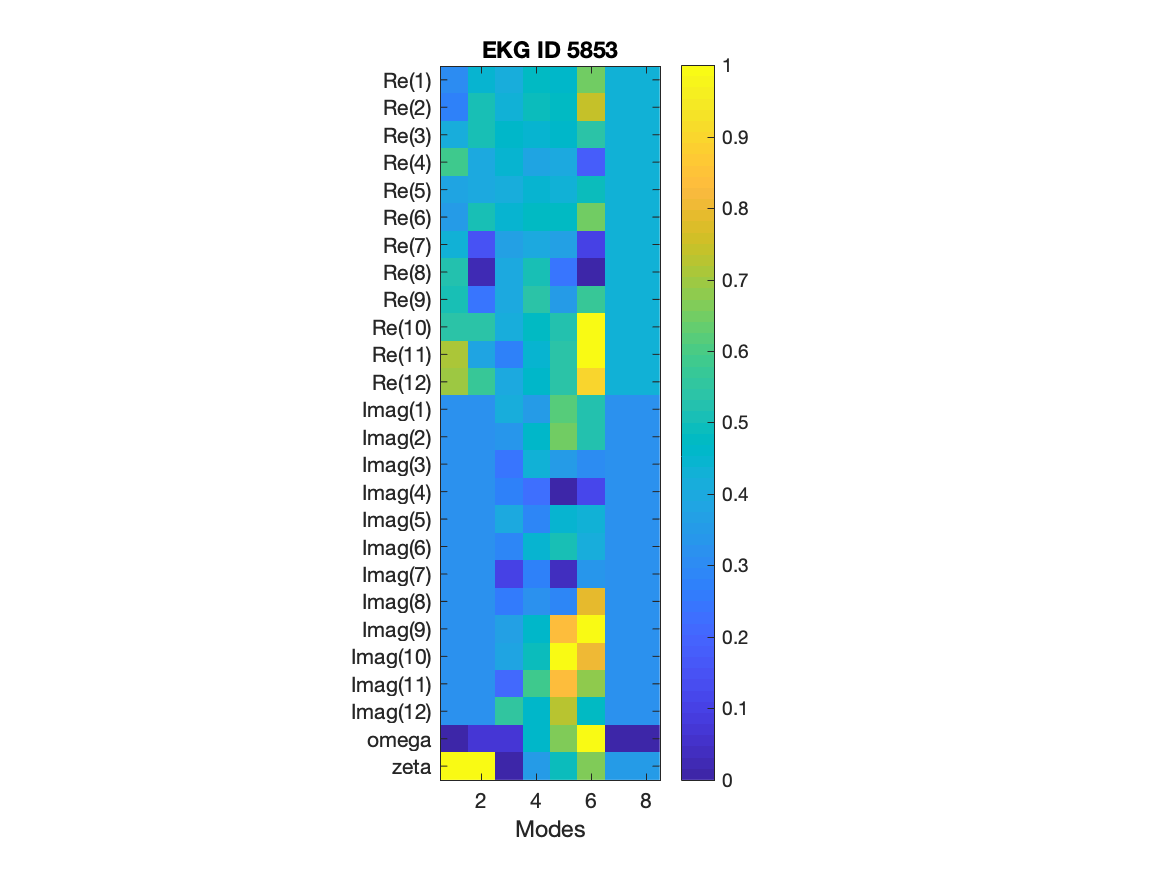 EKG ID 5853
Re(1)
Re(2)
Re(3)
Re(4)
Re(5)
Re(6)
Re(7)
Re(8)
Re(9)
Re(10)
Re(11)
Re(12)
Imag(1)
Imag(2)
Imag(3)
Imag(4)
Imag(5)
Imag(6)
Imag(7)
Imag(8)
Imag(9)
Imag(10)
Imag(11)
Imag(12)
omega
zeta
2 4 6 8
Modes
1
0.9
0.8
0.7
0.6
0.5
0.4
0.3
0.2
0.1
0